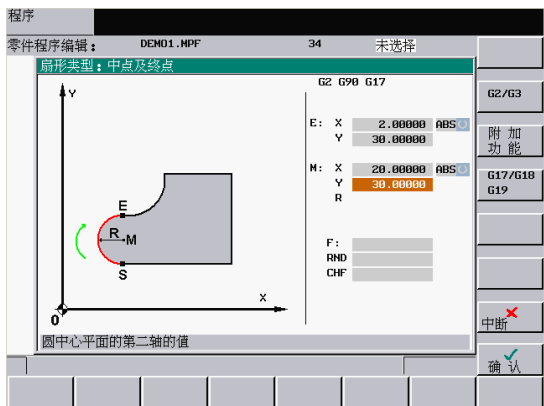 程序
零件程序编辑： DEMO1.MPF 34 未选择
扇形类型：中点及终点
G2 G90 G17
Y
E: X 2.00000 ABS
Y 30.00000
M: X 20.00000 ABS
Y 30.00000
R
E
R M
S
F:
RND
CHF
X
0
圆中心平面的第二轴的值
G2/G3
附 加
功 能
G17/G18
G19
中断
确 认